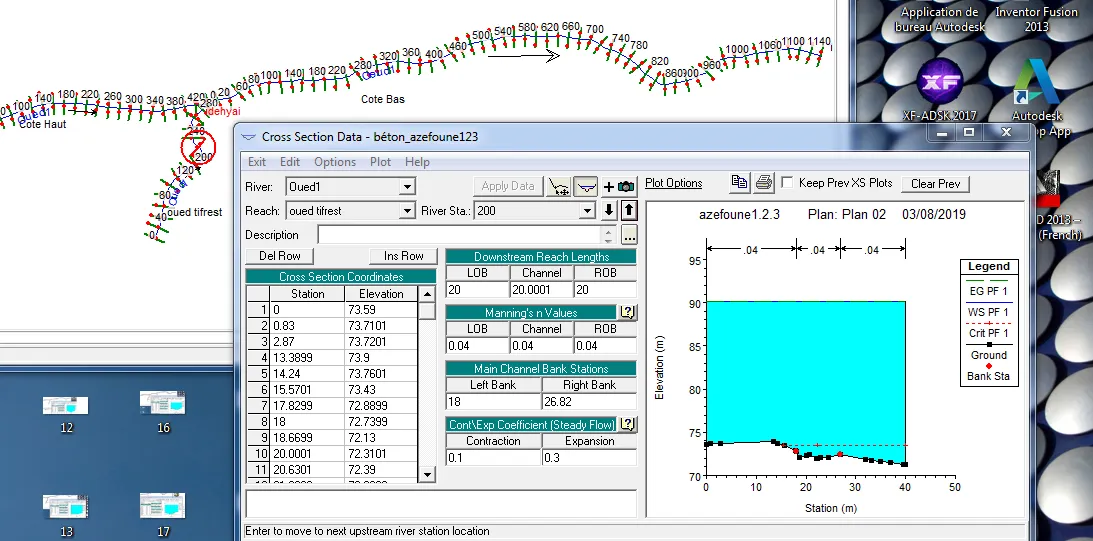 Application de bureau Autodesk
Inventor Fusion 2013
XF-ADSK 2017
Autodesk
p App
D 2013 –
(French)
500 540 580 620 660 700
740 780
820
860 900
960
1000 1060 1100 1140
460
400
360
320
280
220
180
140
100
80
60
20
0
Oued1
Cote Bas
100 140 180 220 260 300 340 380 420
280
Oued1
Cote Haut
dehyai
240
200
120
80
40
0
oued tifrest
12
16
13
17
Cross Section Data - béton_azefoune123
Exit Edit Options Plot Help
River: Oued1
Apply Data
Plot Options
Keep Prev XS Plots
Clear Prev
Reach: oued tifrest
River Sta.: 200
Description
...
Del Row
Ins Row
Cross Section Coordinates
Station Elevation
1 0 73.59
2 0.83 73.7101
3 2.87 73.7201
4 13.3899 73.9
5 14.24 73.7601
6 15.5701 73.43
7 17.8299 72.8899
8 18 72.7399
9 18.6699 72.13
10 20.0001 72.3101
11 20.6301 72.39
Downstream Reach Lengths
LOB Channel ROB
20 20.0001 20
Manning's n Values
LOB Channel ROB
0.04 0.04 0.04
Main Channel Bank Stations
Left Bank Right Bank
18 26.82
Cont\Exp Coefficient (Steady Flow)
Contraction Expansion
0.1 0.3
Enter to move to next upstream river station location
azefoune1.2.3 Plan: Plan 02 03/08/2019
.04 .04 .04
95
90
85
80
75
70
0 10 20 30 40 50
Elevation (m)
Station (m)
Legend
EG PF 1
WS PF 1
Crit PF 1
Ground
Bank Sta